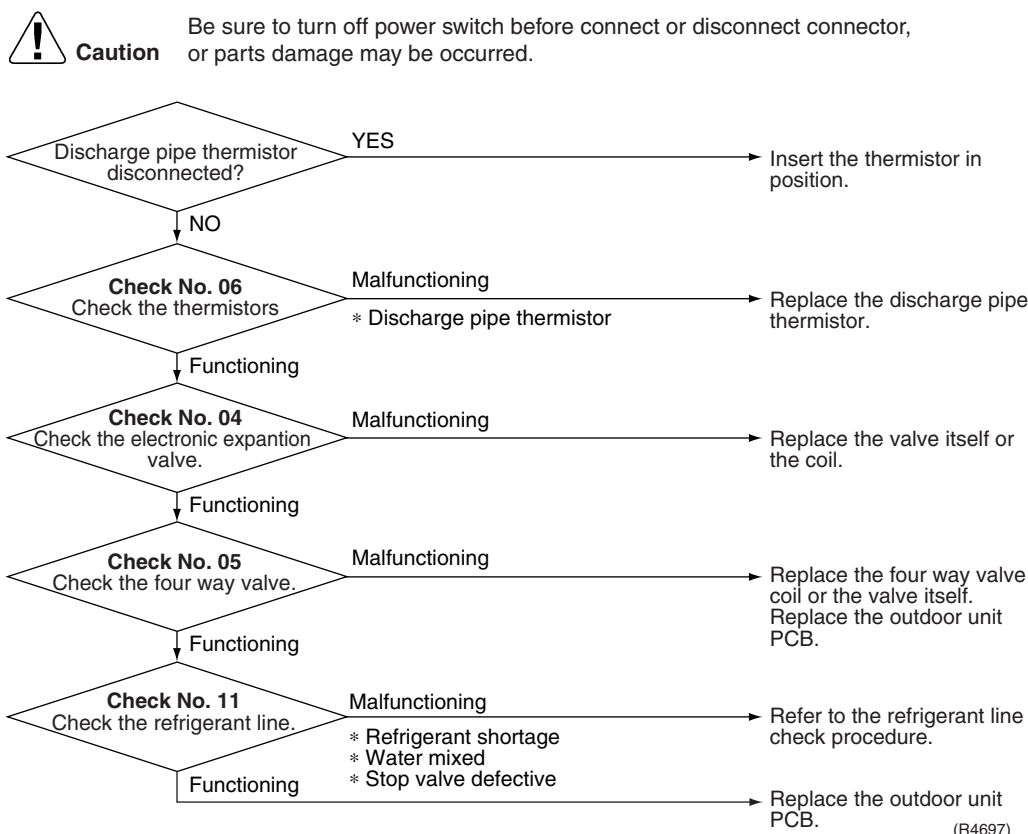 Be sure to turn off power switch before connect or disconnect connector,
Caution or parts damage may be occurred.
Discharge pipe thermistor
disconnected?
YES
Insert the thermistor in
position.
NO
Check No. 06
Check the thermistors
Malfunctioning
∗ Discharge pipe thermistor
Replace the discharge pipe
thermistor.
Functioning
Check No. 04
Check the electronic expantion
valve.
Malfunctioning
Replace the valve itself or
the coil.
Functioning
Check No. 05
Check the four way valve.
Malfunctioning
Replace the four way valve
coil or the valve itself.
Replace the outdoor unit
PCB.
Functioning
Check No. 11
Check the refrigerant line.
Malfunctioning
∗ Refrigerant shortage
∗ Water mixed
∗ Stop valve defective
Refer to the refrigerant line
check procedure.
Functioning
Replace the outdoor unit
PCB.
(R4697)